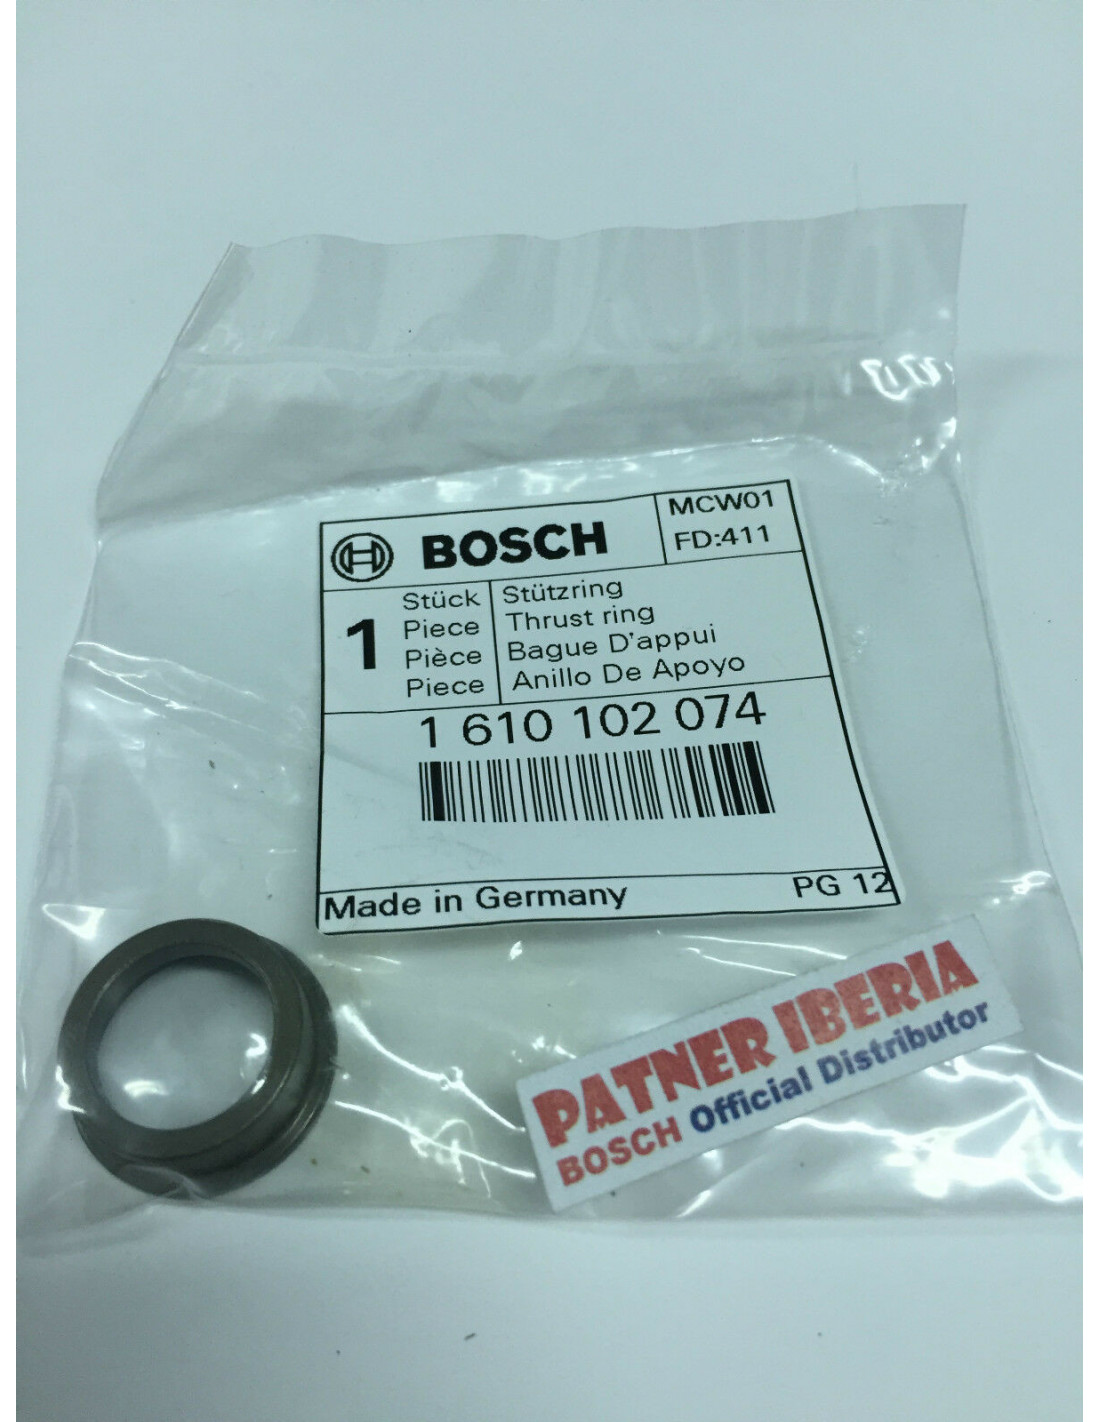 BOSCH
MCW01
FD:411
1
Stück
Piece
Pièce
Piece
Stützring
Thrust ring
Bague D'appui
Anillo De Apoyo
1 610 102 074
Made in Germany
PG 12
PATNER IBERIA
BOSCH Official Distributor